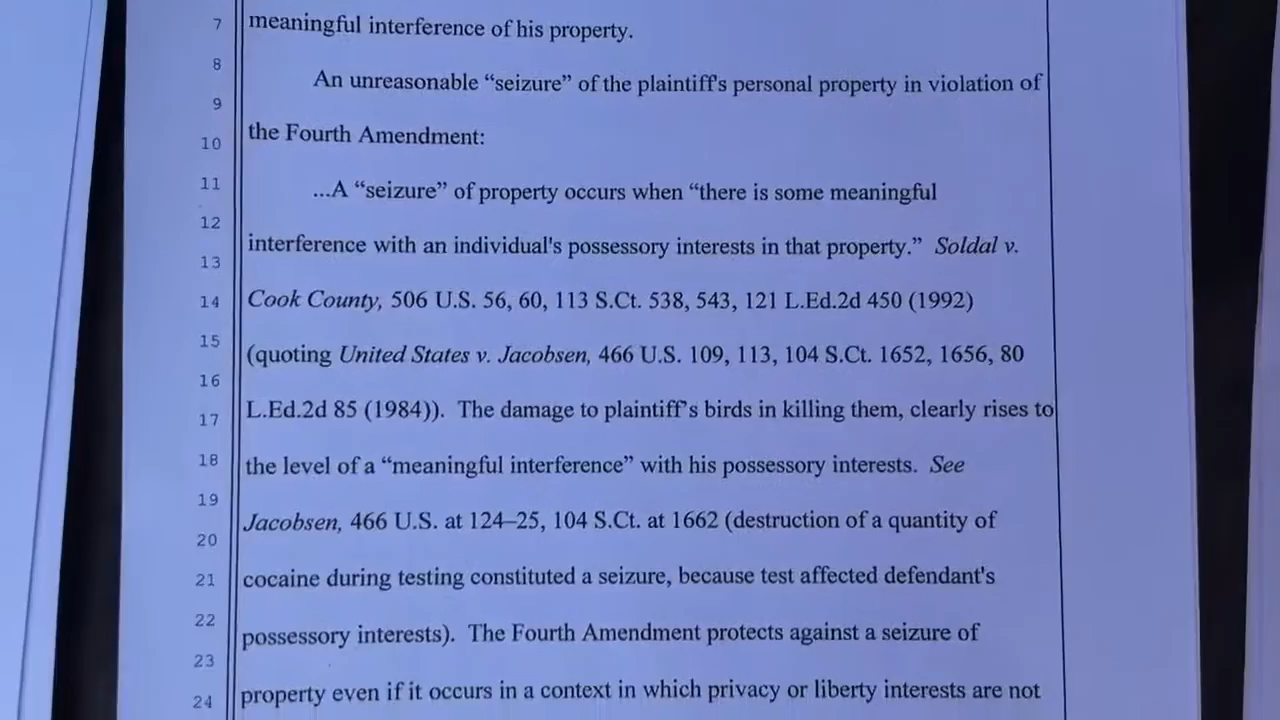 7 meaningful interference of his property.
8
An unreasonable “seizure” of the plaintiff's personal property in violation of
9
the Fourth Amendment:
10
11 ...A “seizure” of property occurs when “there is some meaningful
12
interference with an individual's possessory interests in that property.” Soldal v.
13
14 Cook County, 506 U.S. 56, 60, 113 S.Ct. 538, 543, 121 L.Ed.2d 450 (1992)
15
(quoting United States v. Jacobsen, 466 U.S. 109, 113, 104 S.Ct. 1652, 1656, 80
16
L.Ed.2d 85 (1984)). The damage to plaintiff's birds in killing them, clearly rises to
17
18 the level of a “meaningful interference” with his possessory interests. See
19
Jacobsen, 466 U.S. at 124–25, 104 S.Ct. at 1662 (destruction of a quantity of
20
21 cocaine during testing constituted a seizure, because test affected defendant's
22
possessory interests). The Fourth Amendment protects against a seizure of
23
24 property even if it occurs in a context in which privacy or liberty interests are not